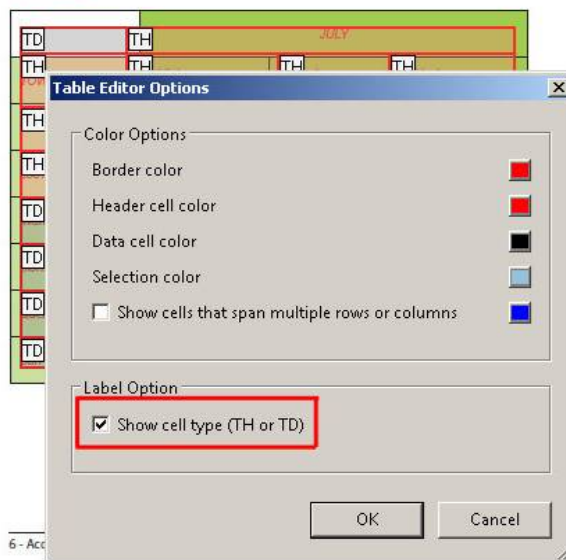 TD TH JULY
TH TH TH TH
Table Editor Options
TH
TH
TD
TD
TD
TD
Color Options
Border color
Header cell color
Data cell color
Selection color
Show cells that span multiple rows or columns
Label Option
Show cell type (TH or TD)
OK Cancel
6 - Acc